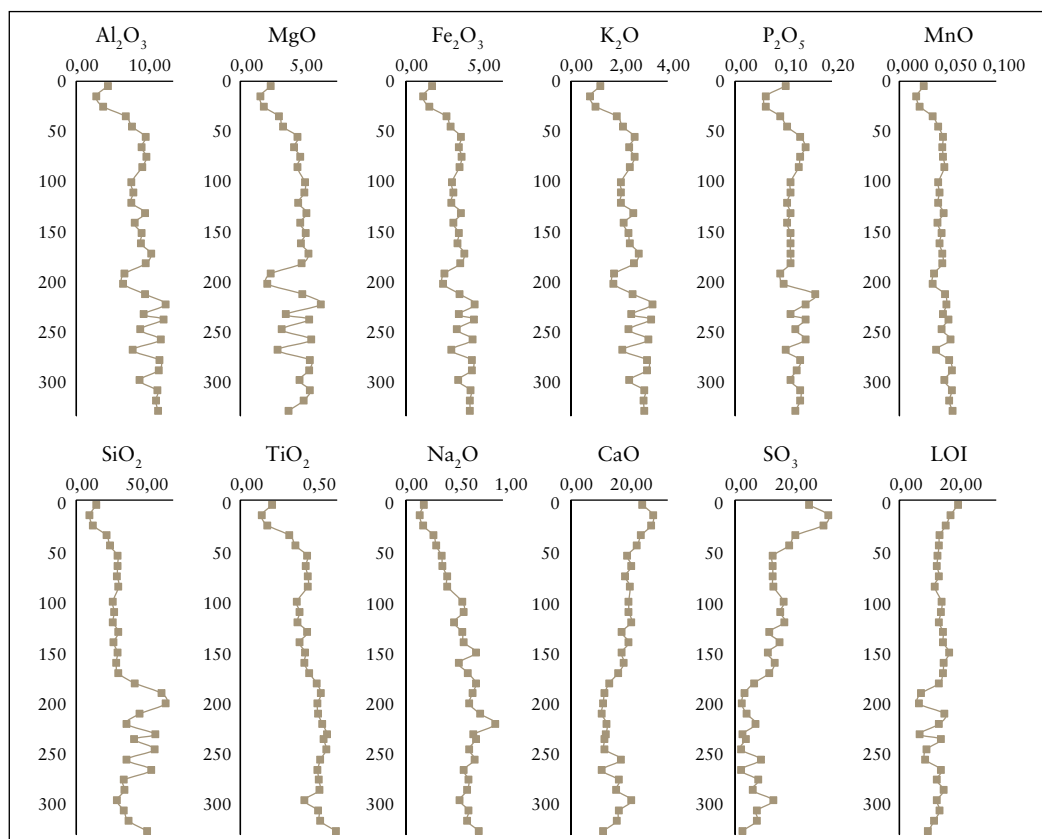 Al₂O₃ MgO Fe₂O₃ K₂O P₂O₅ MnO
0,00 10,00 0,00 5,00 0,00 5,00 0,00 2,00 4,00 0,00 0,10 0,20 0,000 0,050 0,100
0 0 0 0 0 0
50 50 50 50 50 50
100 100 100 100 100 100
150 150 150 150 150 150
200 200 200 200 200 200
250 250 250 250 250 250
300 300 300 300 300 300
SiO₂ TiO₂ Na₂O CaO SO₃ LOI
0,00 50,00 0,00 0,50 0,00 0,50 1,00 0,00 20,00 0,00 20,00 0,00 20,00
0 0 0 0 0 0
50 50 50 50 50 50
100 100 100 100 100 100
150 150 150 150 150 150
200 200 200 200 200 200
250 250 250 250 250 250
300 300 300 300 300 300